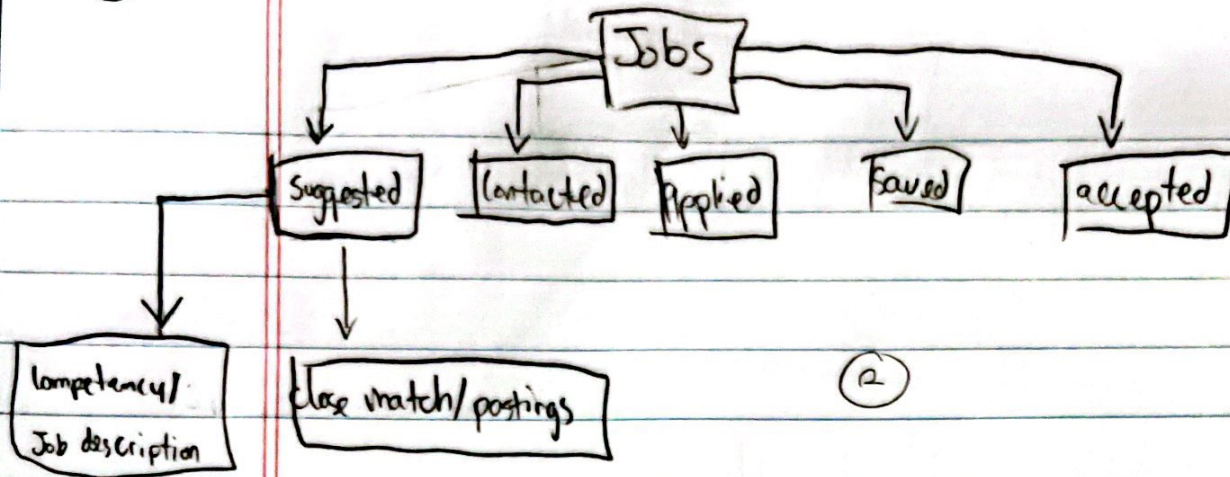 Jobs
Suggested
Contacted
Applied
Saved
accepted
Competency/
Job description
Close match/postings